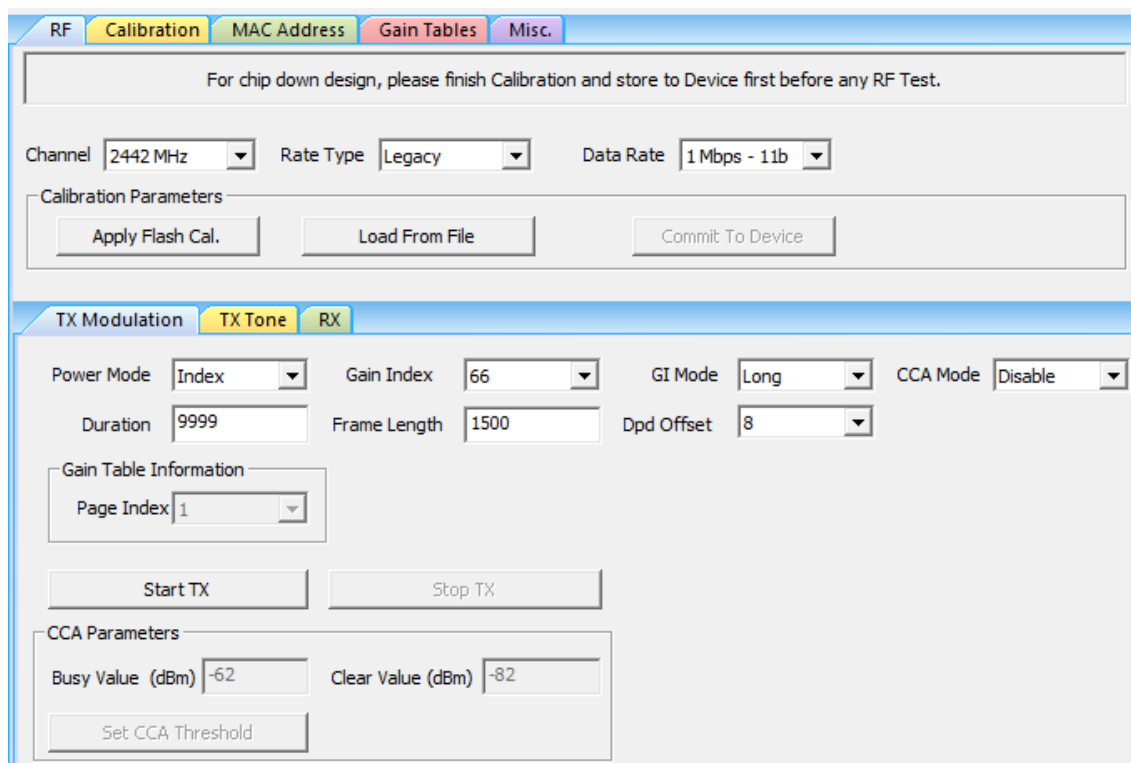 RF Calibration MAC Address Gain Tables Misc.
For chip down design, please finish Calibration and store to Device first before any RF Test.
Channel 2442 MHz Rate Type Legacy Data Rate 1 Mbps - 11b
Calibration Parameters
Apply Flash Cal. Load From File Commit To Device
TX Modulation TX Tone RX
Power Mode Index Gain Index 66 GI Mode Long CCA Mode Disable
Duration 9999 Frame Length 1500 Dpd Offset 8
Gain Table Information
Page Index 1
Start TX Stop TX
CCA Parameters
Busy Value (dBm) -62 Clear Value (dBm) -82
Set CCA Threshold